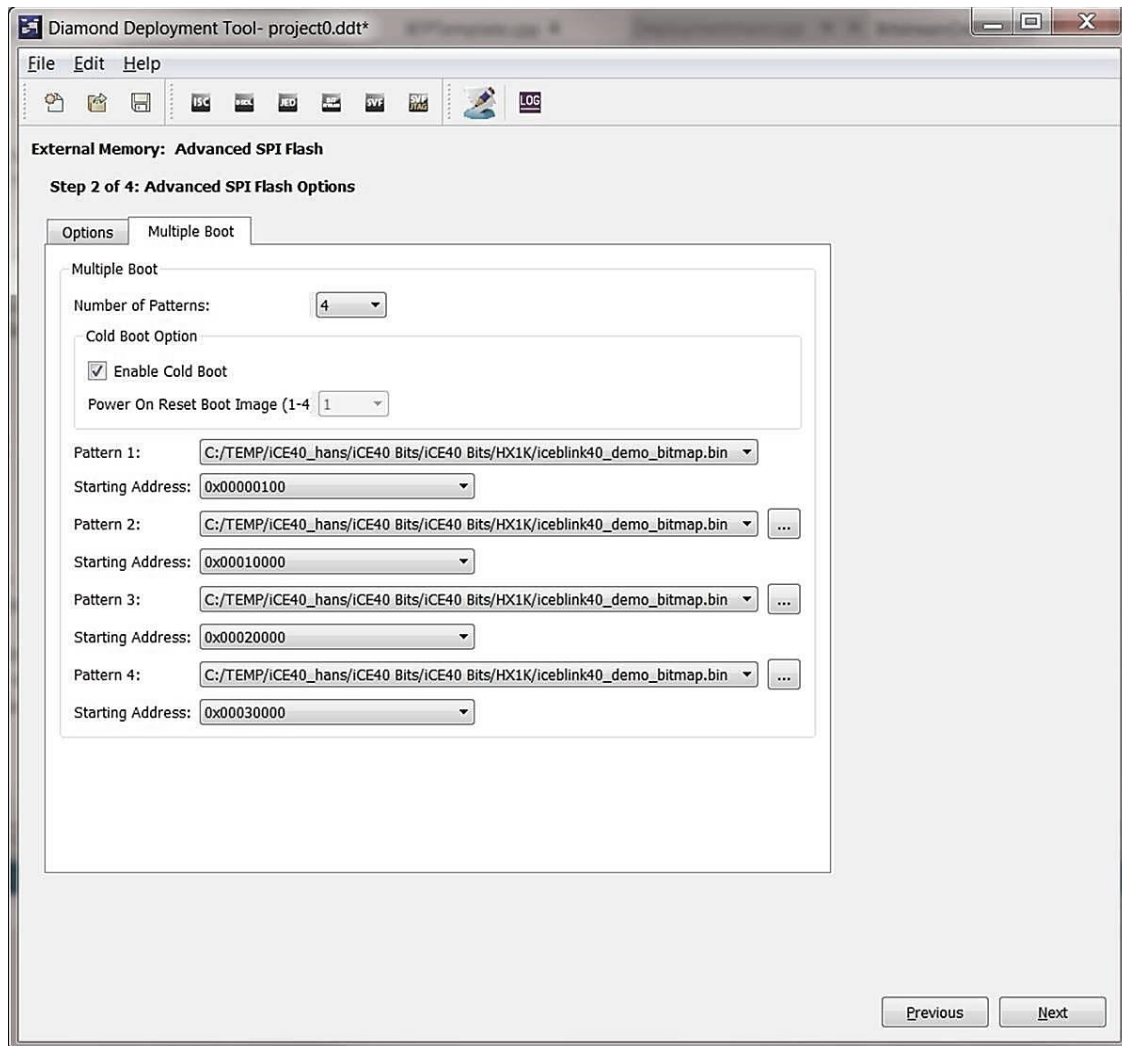 Diamond Deployment Tool- project0.ddt*
File Edit Help
ISC JED SVF LOG
External Memory: Advanced SPI Flash
Step 2 of 4: Advanced SPI Flash Options
Options Multiple Boot
Multiple Boot
Number of Patterns: 4
Cold Boot Option
Enable Cold Boot
Power On Reset Boot Image (1-4 1
Pattern 1: C:/TEMP/iCE40_hans/iCE40 Bits/iCE40 Bits/HX1K/iceblink40_demo_bitmap.bin
Starting Address: 0x00000100
Pattern 2: C:/TEMP/iCE40_hans/iCE40 Bits/iCE40 Bits/HX1K/iceblink40_demo_bitmap.bin ...
Starting Address: 0x00010000
Pattern 3: C:/TEMP/iCE40_hans/iCE40 Bits/iCE40 Bits/HX1K/iceblink40_demo_bitmap.bin ...
Starting Address: 0x00020000
Pattern 4: C:/TEMP/iCE40_hans/iCE40 Bits/iCE40 Bits/HX1K/iceblink40_demo_bitmap.bin ...
Starting Address: 0x00030000
Previous Next